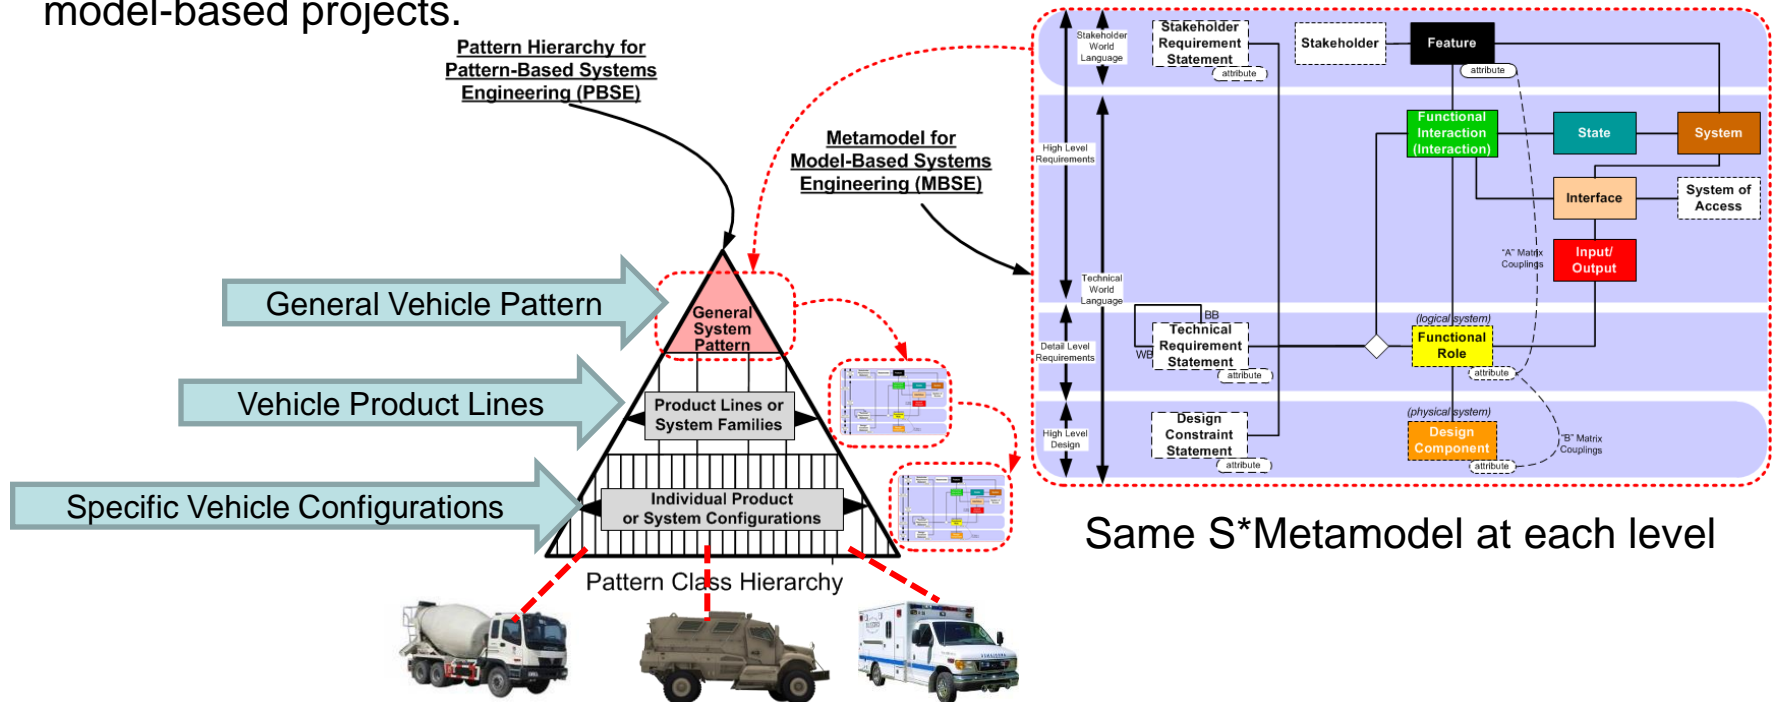 model-based projects.
Pattern Hierarchy for
Pattern-Based Systems
Engineering (PBSE)
Metamodel for
Model-Based Systems
Engineering (MBSE)
General Vehicle Pattern
Vehicle Product Lines
Specific Vehicle Configurations
General
System
Pattern
Product Lines or
System Families
Individual Product
or System Configurations
Pattern Class Hierarchy
Stakeholder
World
Language
High Level
Requirements
Technical
World
Language
Detail Level
Requirements
High Level
Design
Stakeholder
Requirement
Statement
attribute
Stakeholder
Feature
attribute
Functional
Interaction
(Interaction)
State
System
Interface
System of
Access
Input/
Output
"A" Matrix
Couplings
BB
WB
Technical
Requirement
Statement
attribute
(logical system)
Functional
Role
attribute
Design
Constraint
Statement
attribute
(physical system)
Design
Component
attribute
"B" Matrix
Couplings
Same S*Metamodel at each level